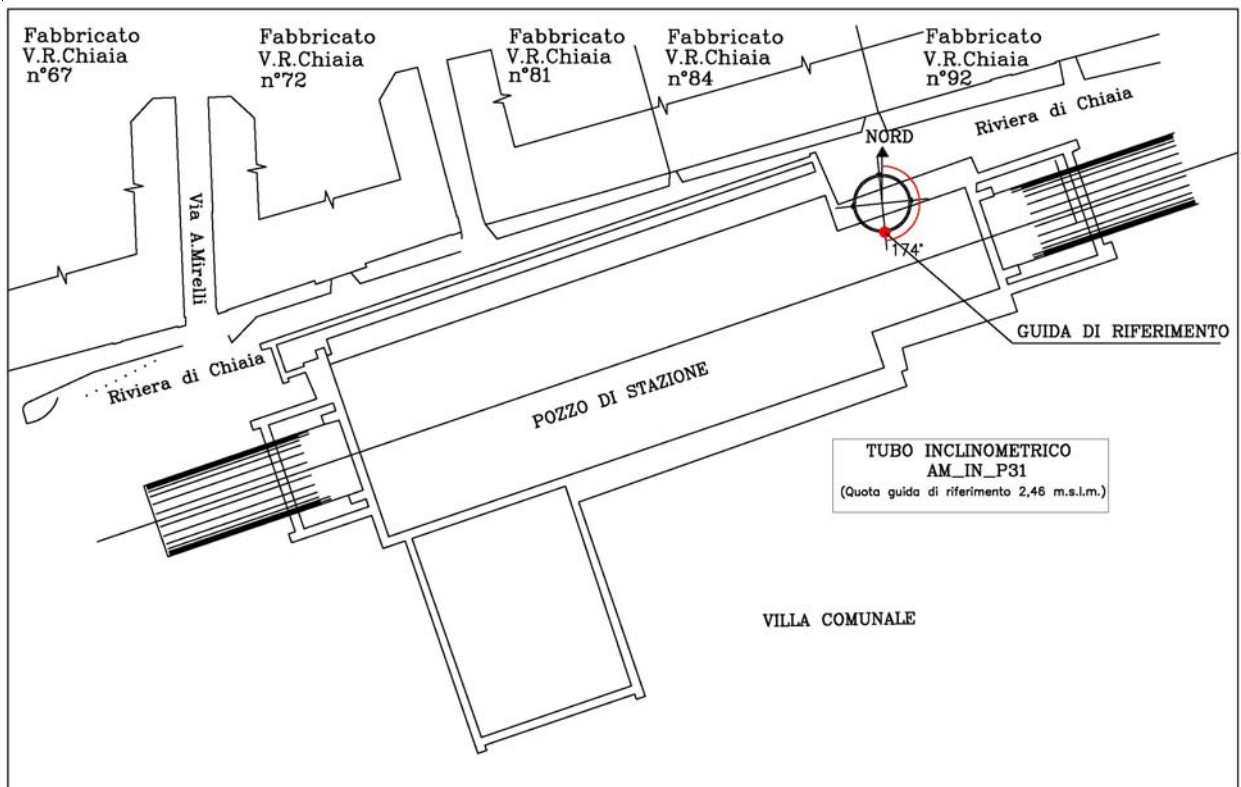 Fabbricato
V.R.Chiaia
n°67
Fabbricato
V.R.Chiaia
n°72
Fabbricato
V.R.Chiaia
n°81
Fabbricato
V.R.Chiaia
n°84
Fabbricato
V.R.Chiaia
n°92
Riviera di Chiaia
NORD
Via A.Mirelli
174°
GUIDA DI RIFERIMENTO
Riviera di Chiaia
POZZO DI STAZIONE
TUBO INCLINOMETRICO
AM_IN_P31
(Quota guida di riferimento 2,46 m.s.l.m.)
VILLA COMUNALE